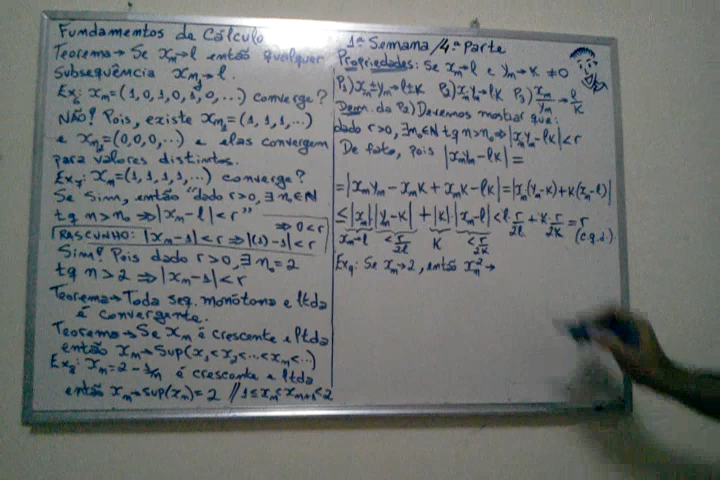 Fundamentos de Cálculo
Teorema → Se xₙ → l então qualquer
Subsequência xₙⱼ → l.
Ex₆: xₙ = (1, 0, 1, 0, 1, 0, ...) converge?
NÃO! Pois, existe xₙ₁ = (1, 1, 1, ...)
e xₙ₂ = (0, 0, 0, ...) e elas convergem
para valores distintos.
Ex₇: xₙ = (1, 1, 1, 1, ...) converge?
Se sim, então "dado r>0, ∃ n₀∈N
tq n > n₀ ⇒ |xₙ - l| < r"
⇒ 0 < r
RASCUNHO: |xₙ - 1| < r ⇒ |(1) - 1| < r
Sim! Pois dado r > 0, ∃ n₀ = 2
tq n > 2 ⇒ |xₙ - 1| < r
Teorema → Toda seq. monótona e ltda
é convergente.
Teorema → Se xₙ é crescente e ltda
então xₙ → sup(x₁ < x₂ < ... < xₙ < ...)
Ex₈: xₙ = 2 - 1/n é crescente e ltda
então xₙ → sup(xₙ) = 2 // 1 ≤ xₙ < xₙ₊₁ < 2
1ª Semana / 4ª Parte
Propriedades: Se xₙ → l e yₙ → k ≠ 0
P₁) xₙ ± yₙ → l ± k P₂) xₙyₙ → lk P₃) xₙ/yₙ → l/k
Dem. da P₂) Devemos mostrar que:
dado r>0, ∃ n₀∈N tq n > n₀ ⇒ |xₙyₙ - lk| < r
De fato, pois |xₙyₙ - lk| =
= |xₙyₙ - xₙk + xₙk - lk| = |xₙ(yₙ - k) + k(xₙ - l)|
≤ |xₙ| |yₙ - k| + |k| |xₙ - l| < l · r/2l + k · r/2k = r
xₙ → l < r/2l k < r/2k (c.q.d.)
Ex₉: Se xₙ → 2, então xₙ² →